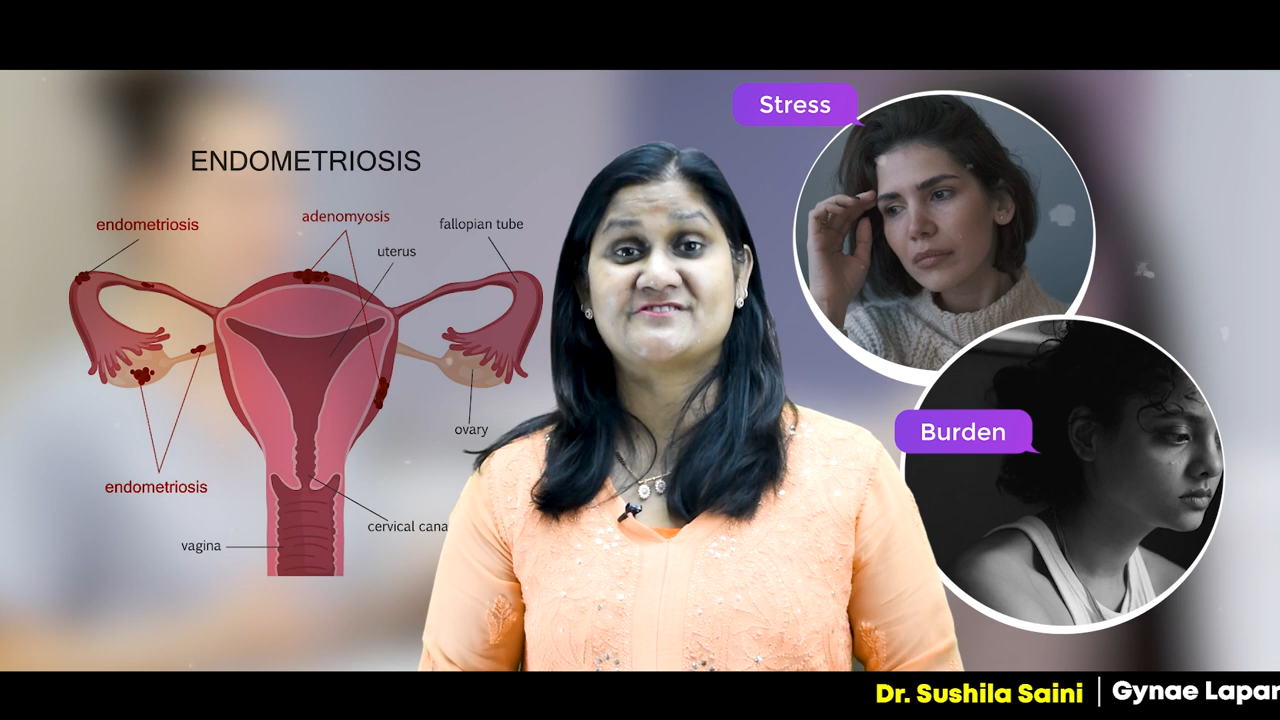 Stress
ENDOMETRIOSIS
endometriosis
adenomyosis
fallopian tube
uterus
ovary
Burden
endometriosis
cervical cana
vagina
Dr. Sushila Saini | Gynae Lapar